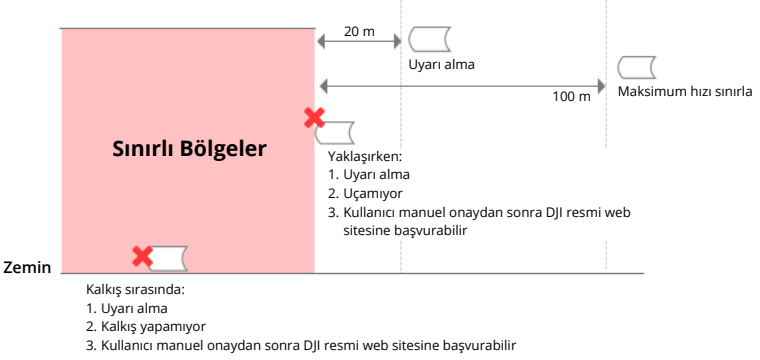 20 m
Uyarı alma
100 m
Maksimum hızı sınırla
Sınırlı Bölgeler
Yaklaşırken:
1. Uyarı alma
2. Uçamıyor
3. Kullanıcı manuel onaydan sonra DJI resmi web
sitesine başvurabilir
Zemin
Kalkış sırasında:
1. Uyarı alma
2. Kalkış yapamıyor
3. Kullanıcı manuel onaydan sonra DJI resmi web sitesine başvurabilir